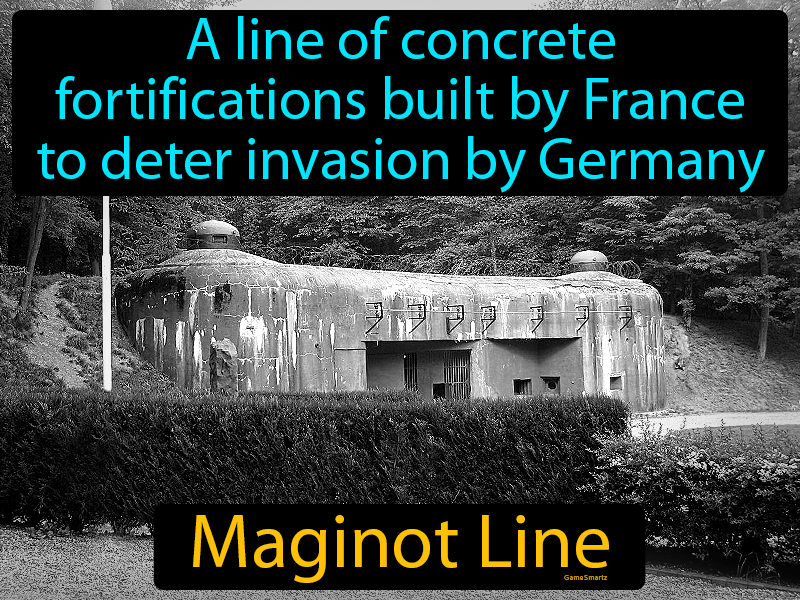 A line of concrete
fortifications built by France
to deter invasion by Germany
Maginot Line
GameSmartz